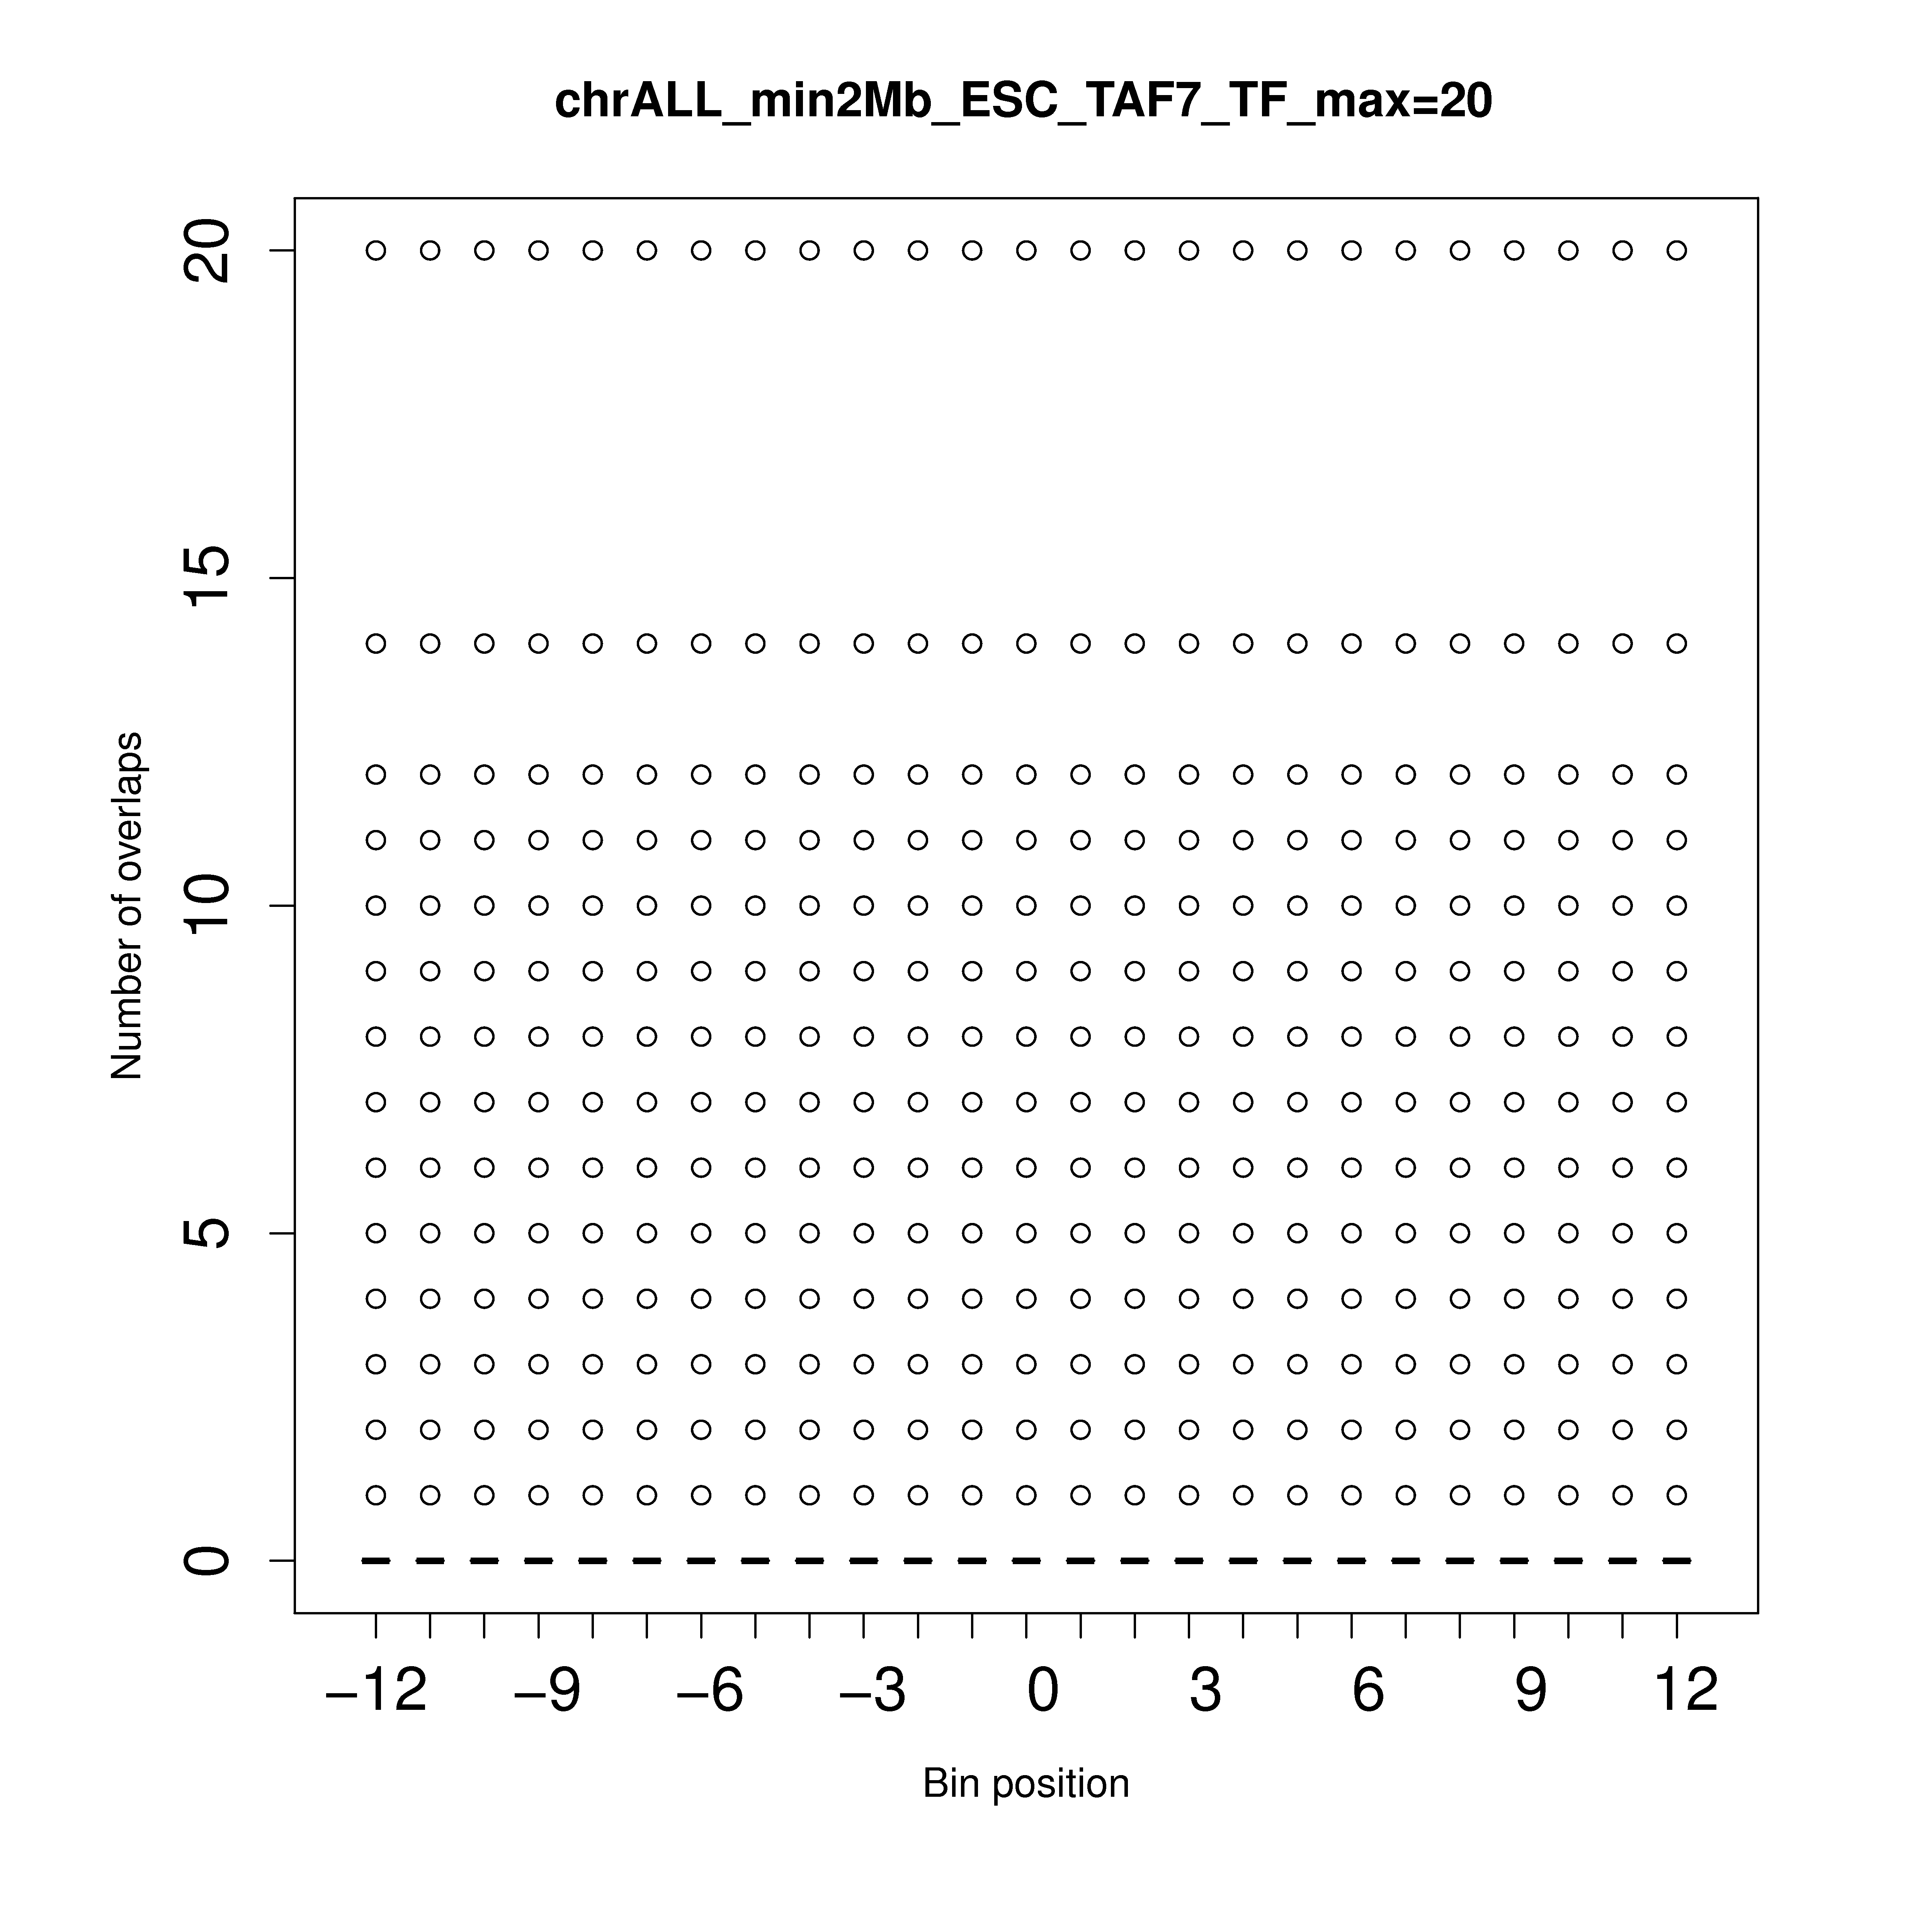 chrALL_min2Mb_ESC_TAF7_TF_max=20
Number of overlaps
20
15
10
5
0
−12 −9 −6 −3 0 3 6 9 12
Bin position